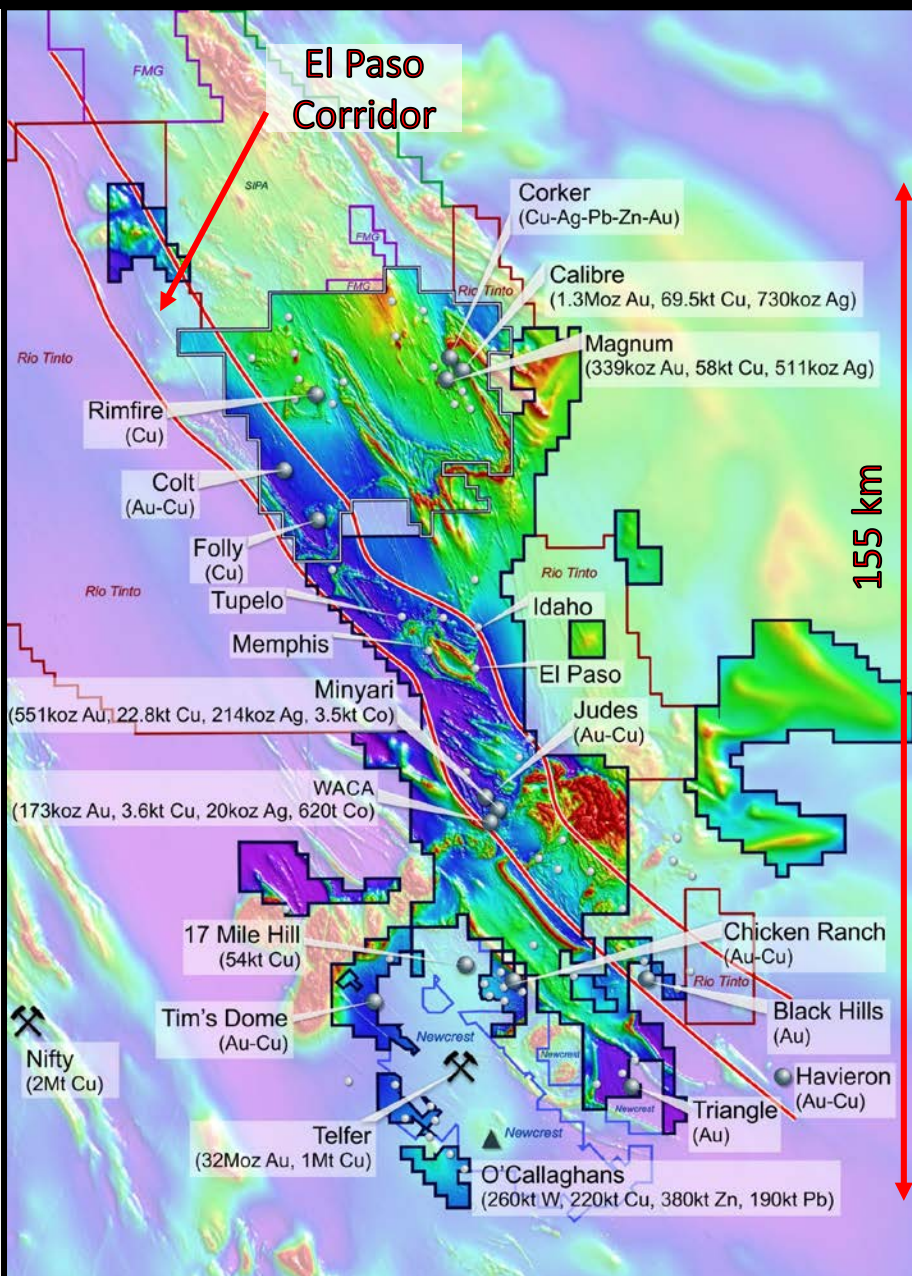 FMG
El Paso
Corridor
SIPA
Corker
(Cu-Ag-Pb-Zn-Au)
FMG
Calibre
(1.3Moz Au, 69.5kt Cu, 730koz Ag)
FMG
Rio Tinto
Magnum
(339koz Au, 58kt Cu, 511koz Ag)
Rio Tinto
Rimfire
(Cu)
Colt
(Au-Cu)
155 km
Folly
(Cu)
Rio Tinto
Rio Tinto
Tupelo
Idaho
Memphis
El Paso
Minyari
(551koz Au, 22.8kt Cu, 214koz Ag, 3.5kt Co)
Judes
(Au-Cu)
WACA
(173koz Au, 3.6kt Cu, 20koz Ag, 620t Co)
17 Mile Hill
(54kt Cu)
Chicken Ranch
(Au-Cu)
Rio Tinto
Tim's Dome
(Au-Cu)
Black Hills
(Au)
Newcrest
Newcrest
Nifty
(2Mt Cu)
Havieron
(Au-Cu)
Newcrest
Triangle
(Au)
Telfer
(32Moz Au, 1Mt Cu)
Newcrest
O'Callaghans
(260kt W, 220kt Cu, 380kt Zn, 190kt Pb)